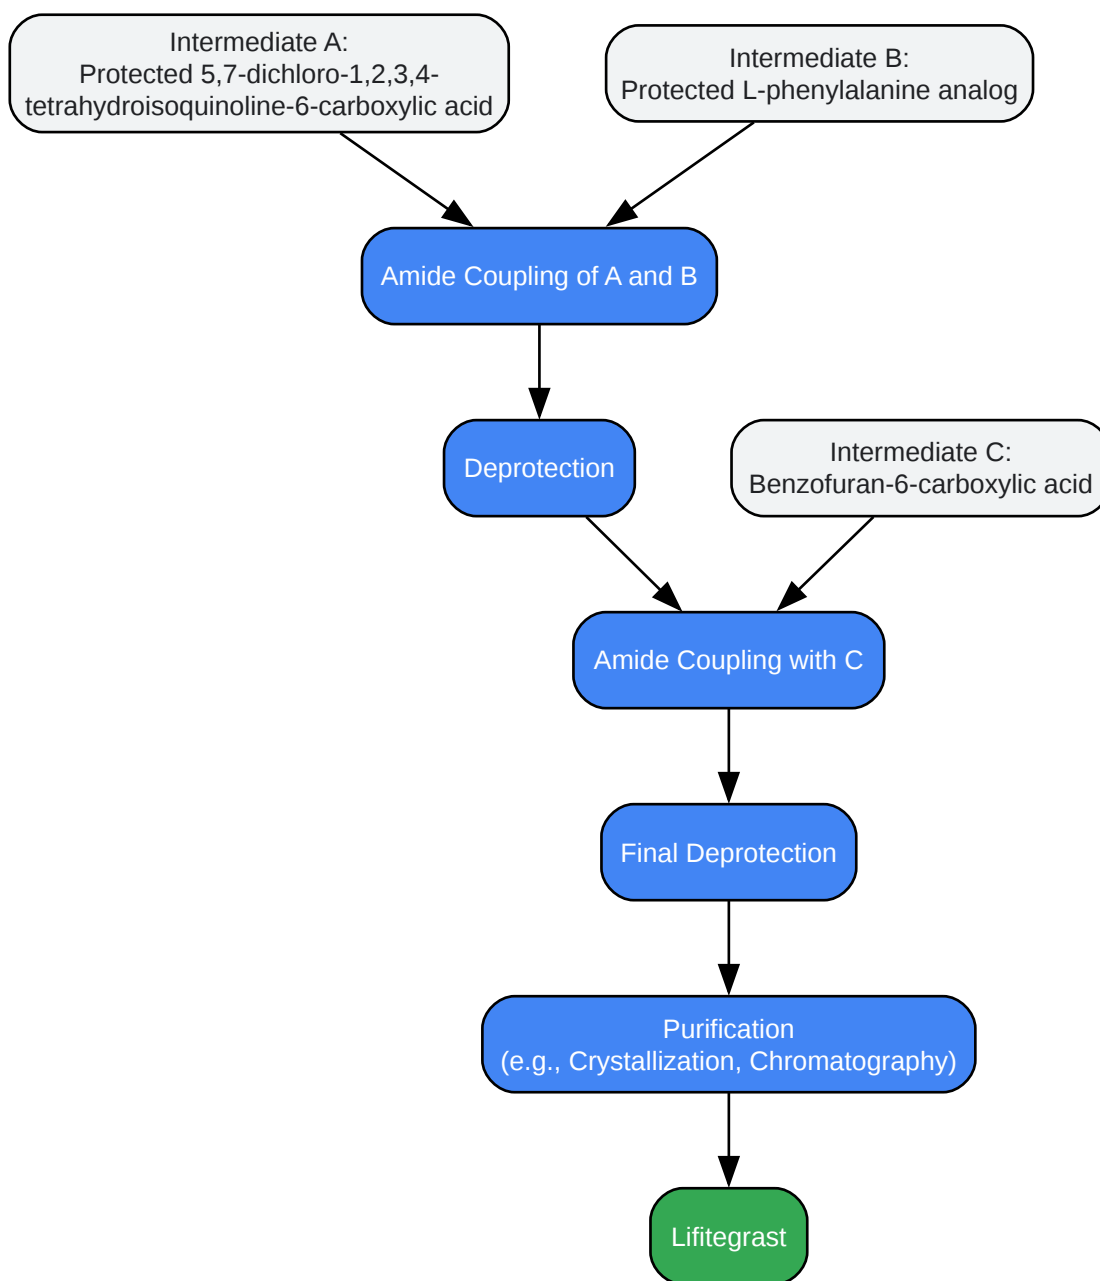 Intermediate A:
Protected 5,7-dichloro-1,2,3,4-
tetrahydroisoquinoline-6-carboxylic acid
Intermediate B:
Protected L-phenylalanine analog
Amide Coupling of A and B
Deprotection
Intermediate C:
Benzofuran-6-carboxylic acid
Amide Coupling with C
Final Deprotection
Purification
(e.g., Crystallization, Chromatography)
Lifitegrast